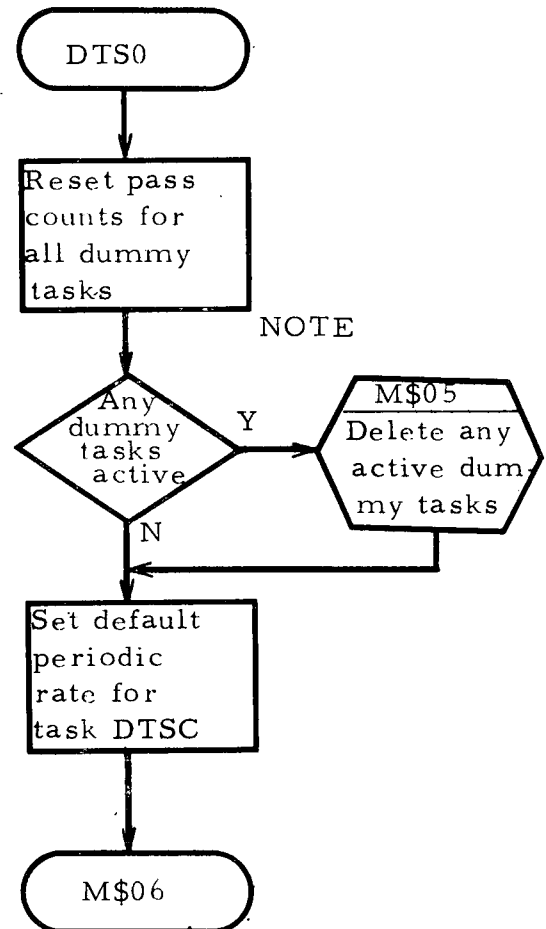 DTS0
Reset pass
counts for
all dummy
tasks
NOTE
Any
dummy
tasks
active
Y
M$05
Delete any
active dum-
my tasks
N
Set default
periodic
rate for
task DTSC
M$06